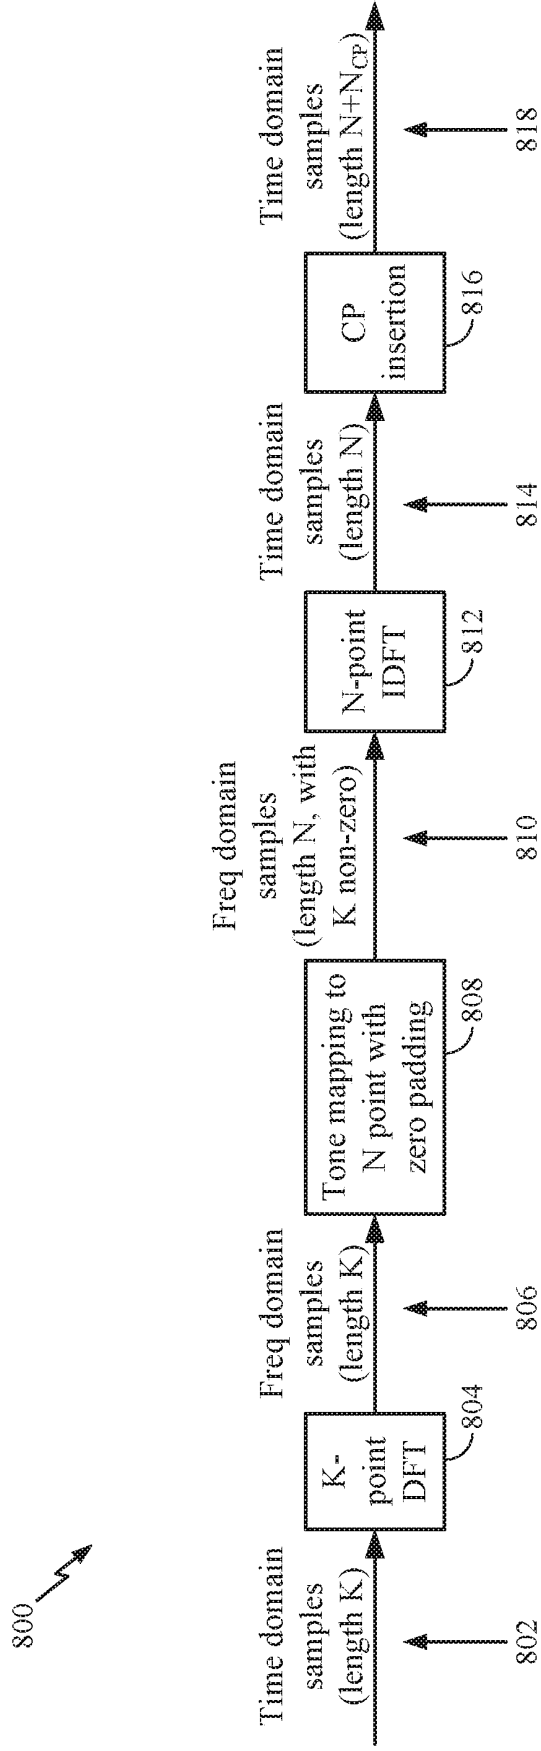 800
Time domain
samples
(length K)
802
K-
point
DFT
804
Freq domain
samples
(length K)
806
Tone mapping to
N point with
zero padding
808
Freq domain
samples
(length N, with
K non-zero)
810
N-point
IDFT
812
Time domain
samples
(length N)
814
CP
insertion
816
Time domain
samples
(length N+NCP)
818